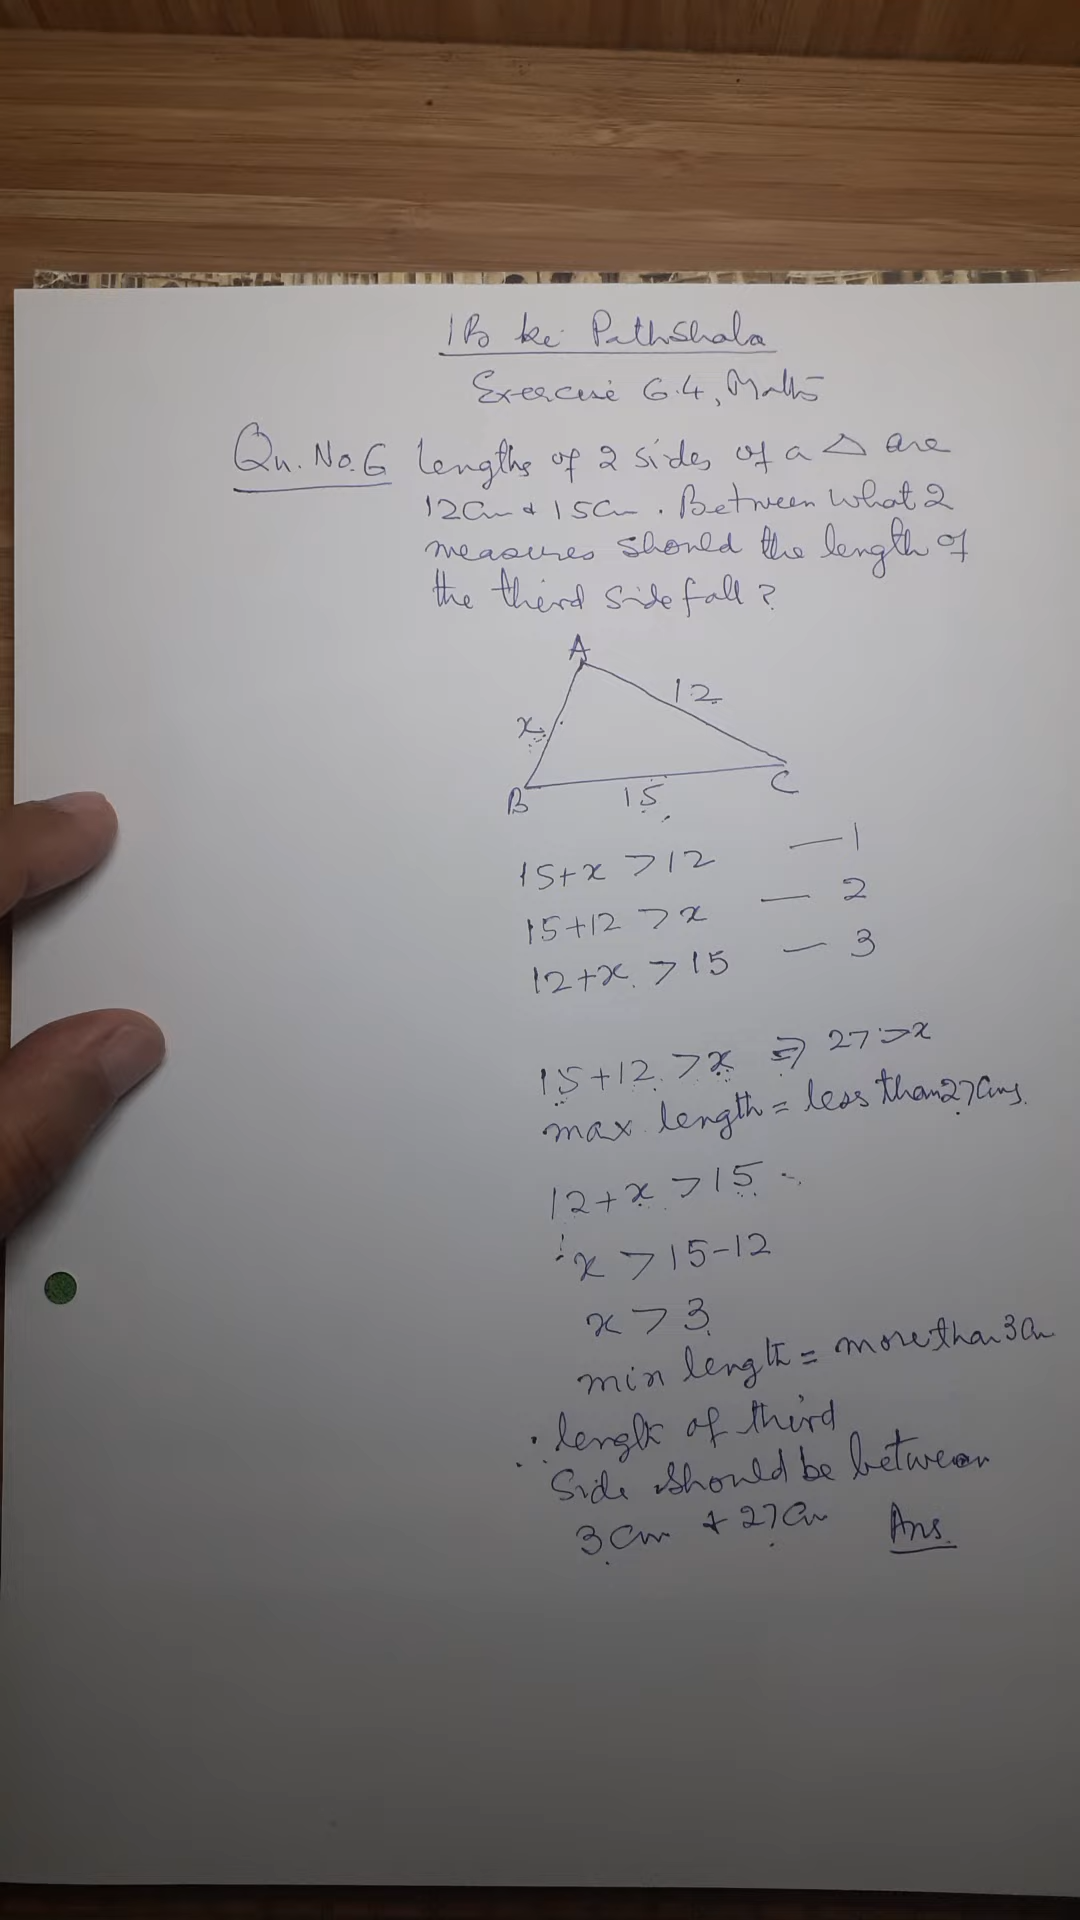 IB ki Pathshala
Exercise 6.4, Maths
Qn. No. 6 Lengths of 2 sides of a △ are
12cm & 15cm. Between what 2
measures should the length of
the third side fall?
A
12
x
B
15
C
15+x > 12 — 1
15+12 > x — 2
12+x > 15 — 3
15+12 > x ⇒ 27 > x
max length = less than 27cms.
12+x > 15
x > 15-12
x > 3
min length = more than 3cm
∴ length of third
side should be between
3cm & 27cm Ans.